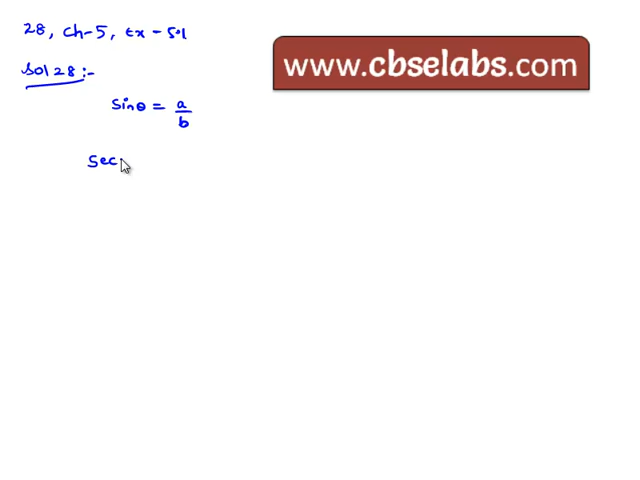 28, ch-5, Ex - 5.1
www.cbselabs.com
Sol 28:-
sinθ = a/b
Sec